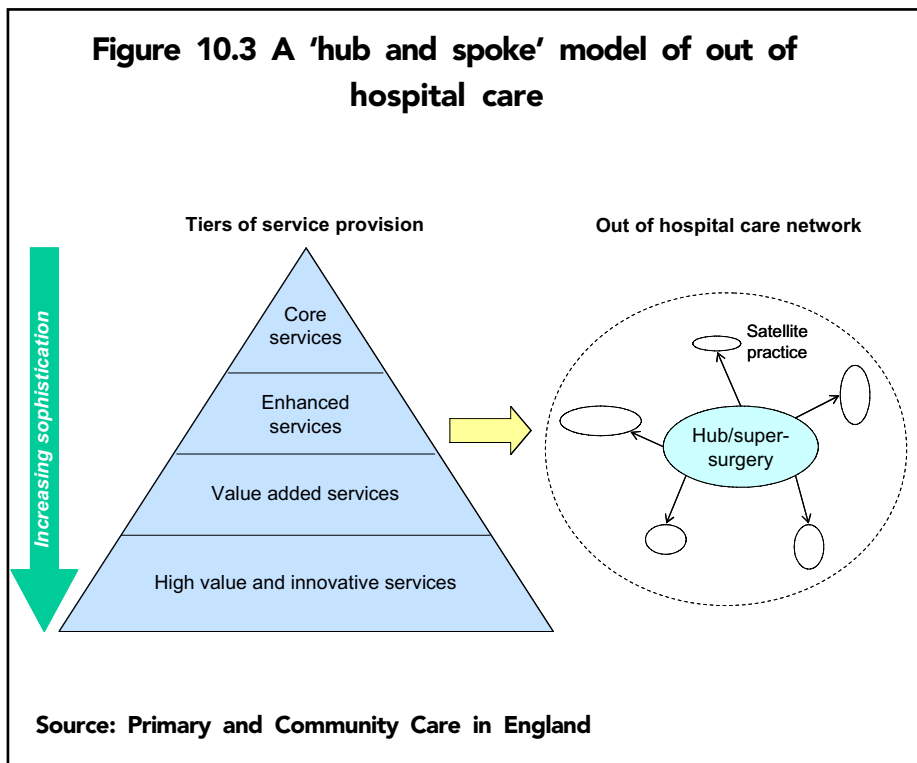 Figure 10.3 A ‘hub and spoke’ model of out of
hospital care
Tiers of service provision
Out of hospital care network
Increasing sophistication
Core
services
Enhanced
services
Value added services
High value and innovative services
Satellite
practice
Hub/super-
surgery
Source: Primary and Community Care in England